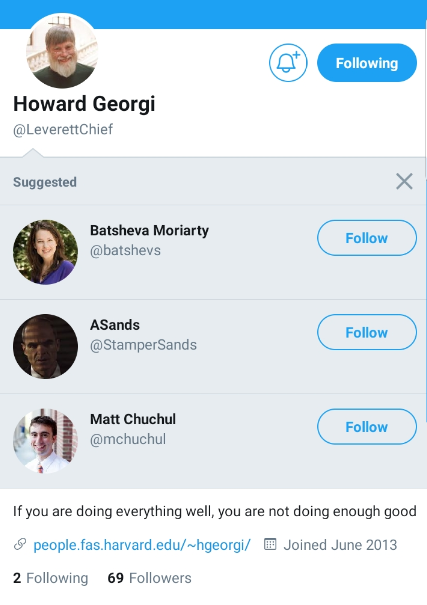 Following
Howard Georgi
@LeverettChief
Suggested
Batsheva Moriarty
@batshevs
Follow
ASands
@StamperSands
Follow
Matt Chuchul
@mchuchul
Follow
If you are doing everything well, you are not doing enough good
people.fas.harvard.edu/~hgeorgi/ Joined June 2013
2 Following 69 Followers